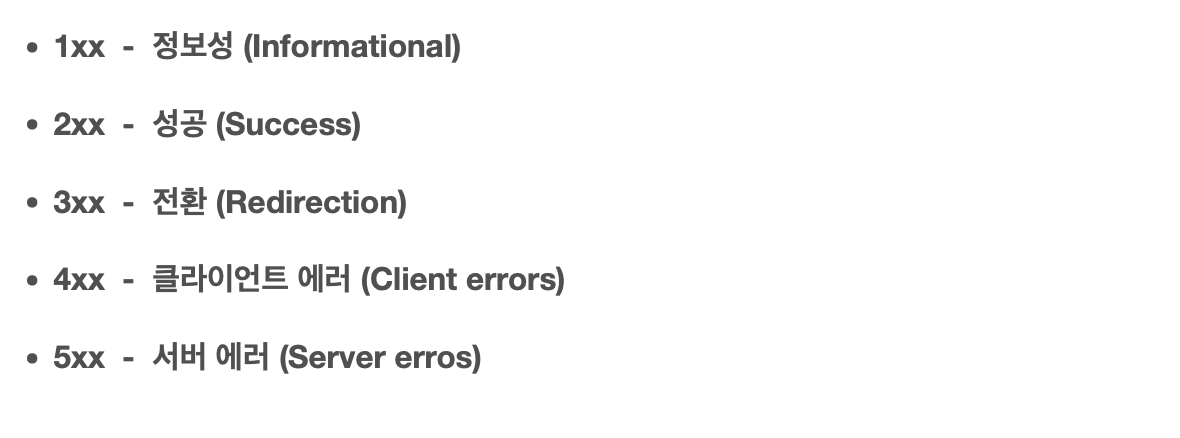 • 1xx - 정보성 (Informational)
• 2xx - 성공 (Success)
• 3xx - 전환 (Redirection)
• 4xx - 클라이언트 에러 (Client errors)
• 5xx - 서버 에러 (Server erros)